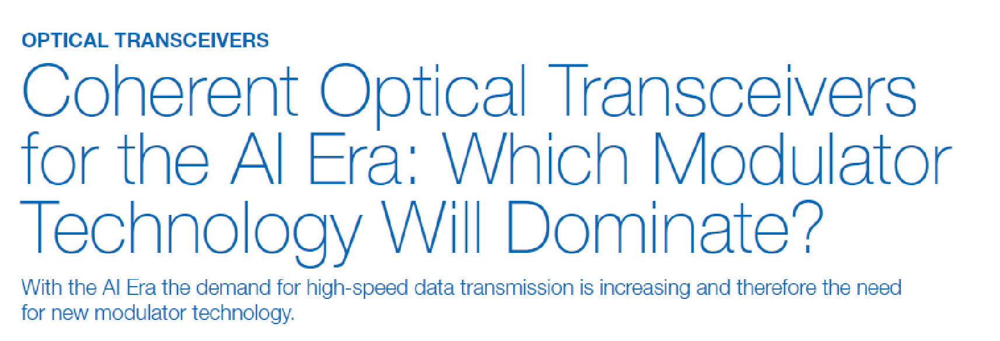 OPTICAL TRANSCEIVERS
Coherent Optical Transceivers
for the AI Era: Which Modulator
Technology Will Dominate?
With the AI Era the demand for high-speed data transmission is increasing and therefore the need
for new modulator technology.